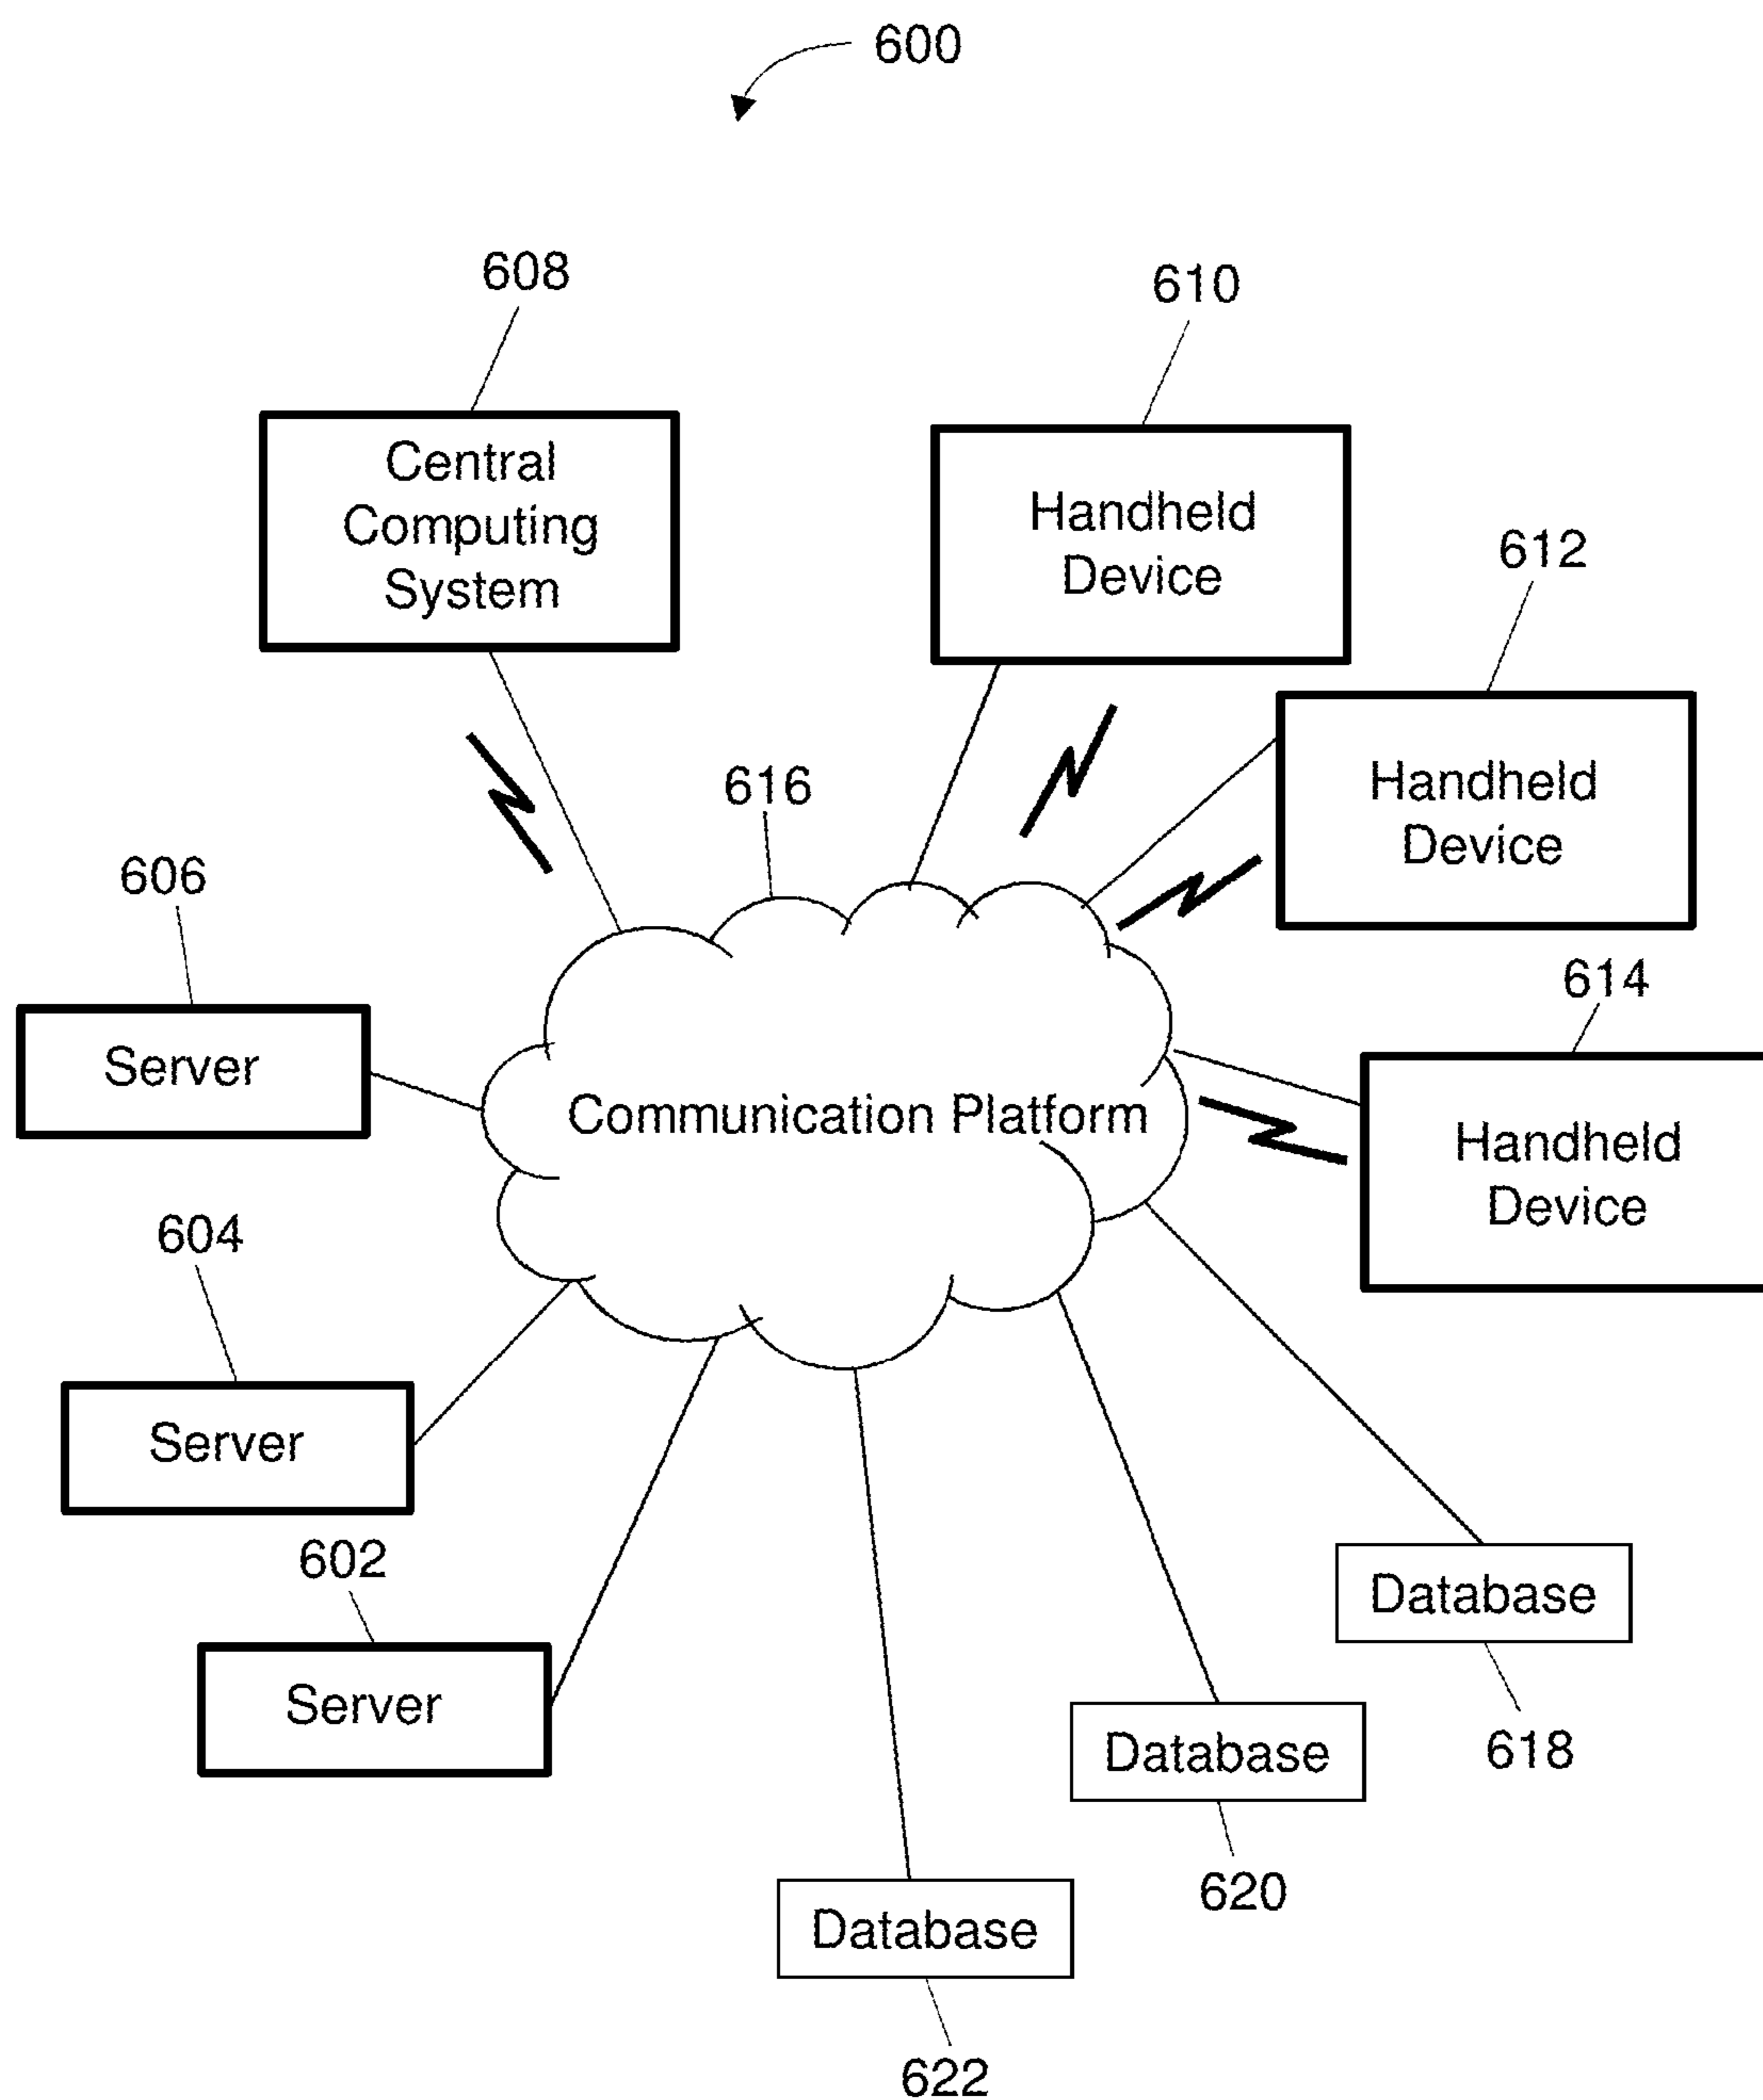 600
608
610
Central
Computing
System
Handheld
Device
612
616
Handheld
Device
606
614
Server
Communication Platform
Handheld
Device
604
Server
602
Database
Server
618
Database
620
Database
622